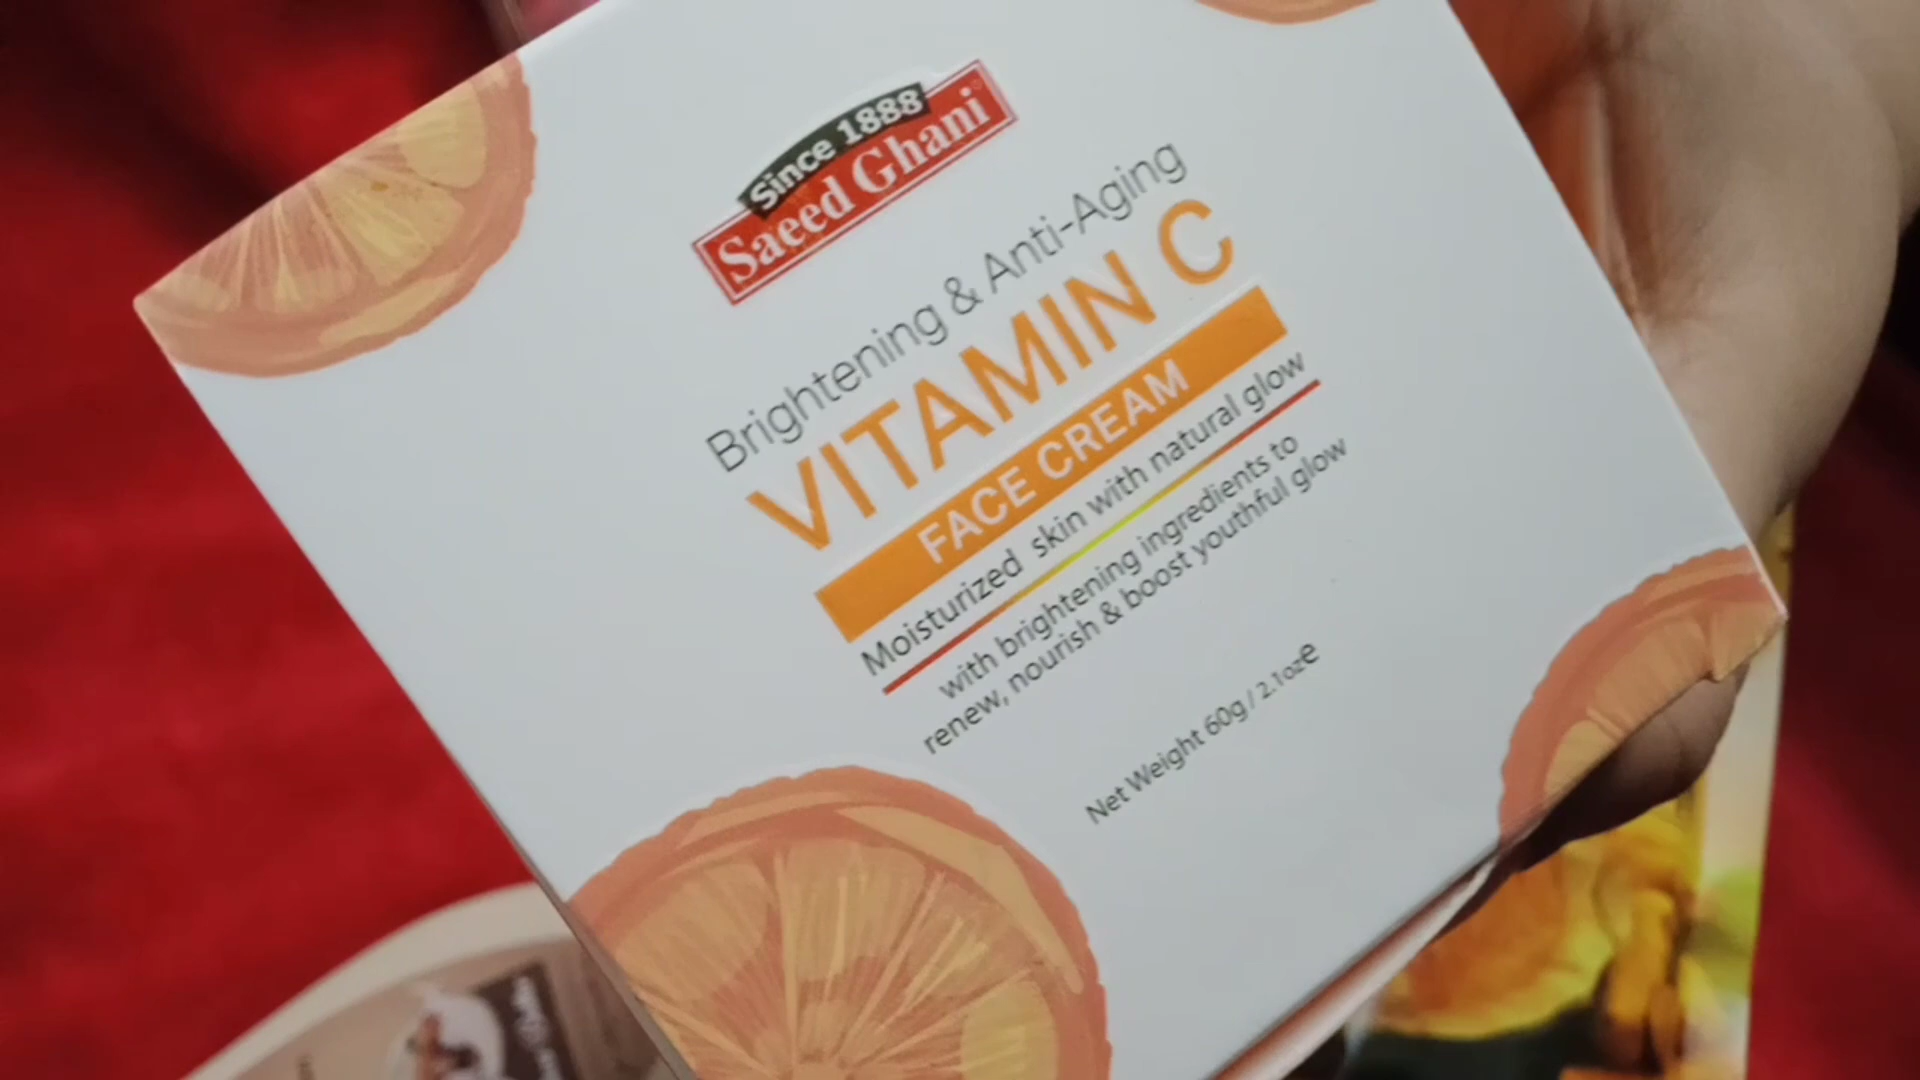 Since 1888
Saeed Ghani
Brightening & Anti-Aging
VITAMIN C
FACE CREAM
Moisturized skin with natural glow
with brightening ingredients to
renew, nourish & boost youthful glow
Net Weight 60g / 2.1oz e